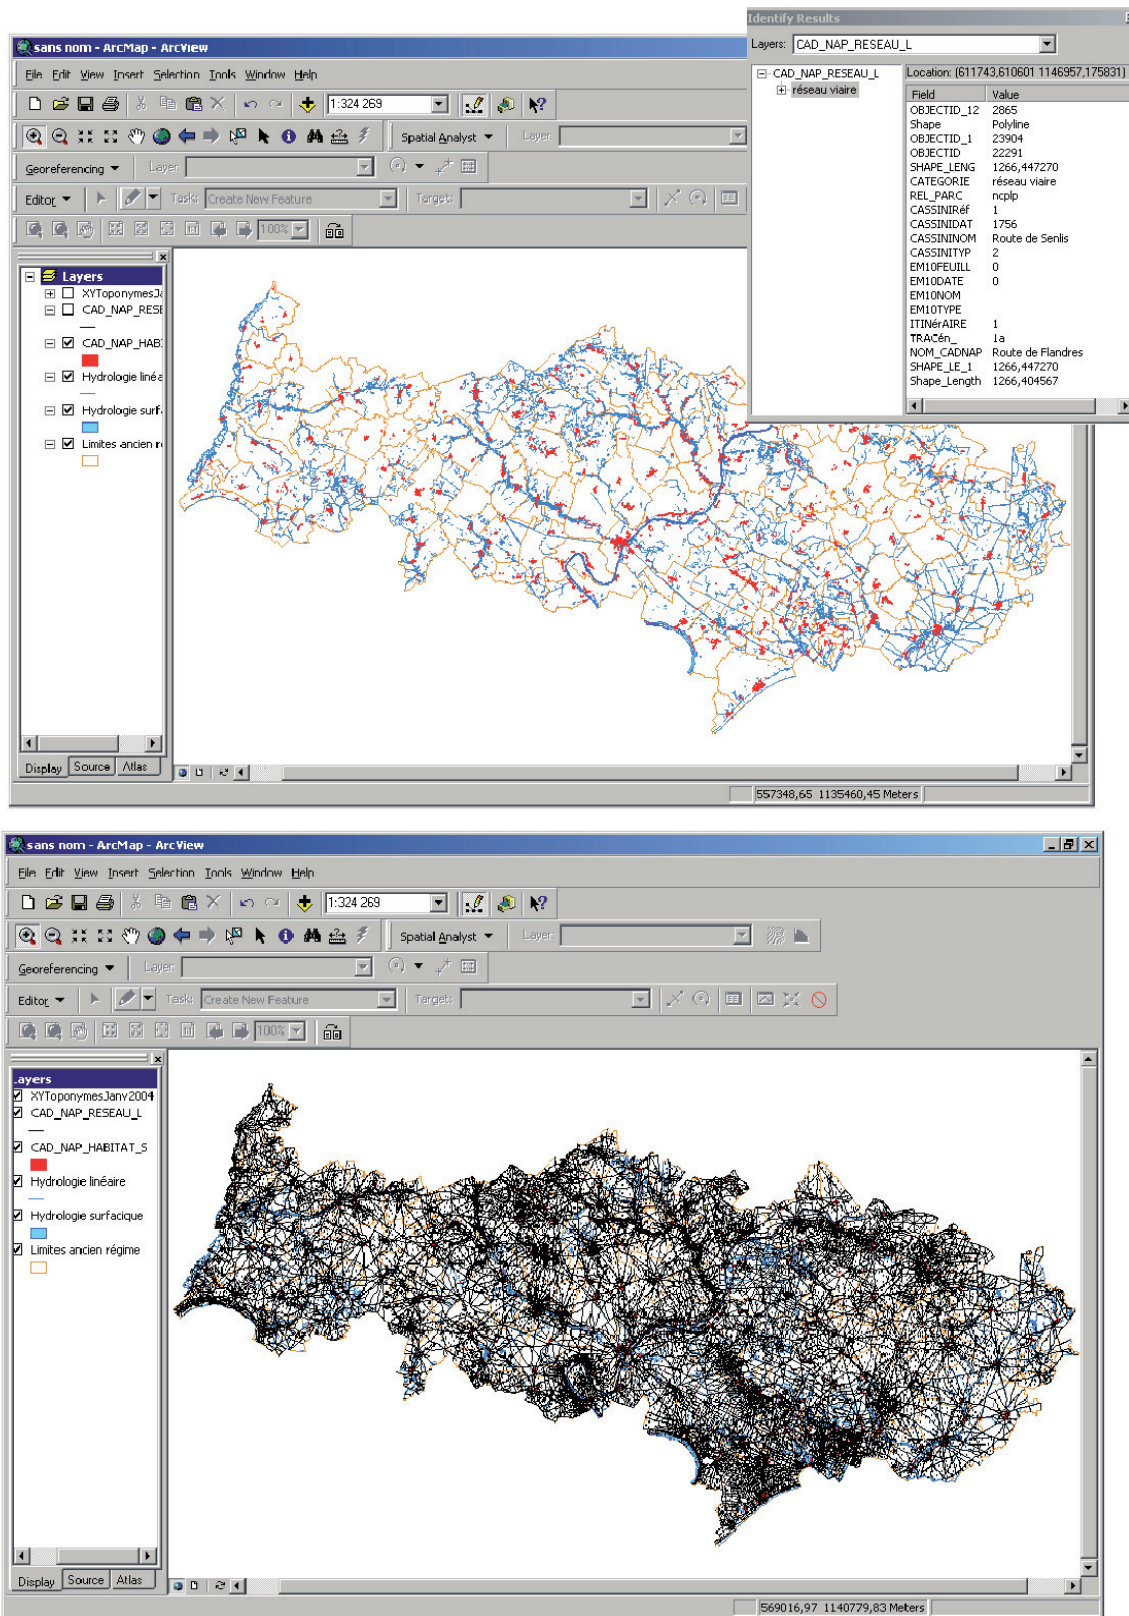 Identify Results
Layers: CAD_NAP_RESEAU_L
CAD_NAP_RESEAU_L
réseau viaire
Location: (611743,610601 1146957,175831)
Field Value
OBJECTID_12 2865
Shape Polyline
OBJECTID_1 23904
OBJECTID 22291
SHAPE_LENG 1266,447270
CATEGORIE réseau viaire
REL_PARC ncplp
CASSINIRéf 1
CASSINIDAT 1756
CASSININOM Route de Senlis
CASSINITYP 2
EM10FEUILL 0
EM10DATE 0
EM10NOM
EM10TYPE
ITINérAIRE 1
TRACén_ 1a
NOM_CADNAP Route de Flandres
SHAPE_LE_1 1266,447270
Shape_Length 1266,404567
sans nom - ArcMap - ArcView
File Edit View Insert Selection Tools Window Help
1:324 269
Spatial Analyst Layer:
Georeferencing Layer:
Editor Task: Create New Feature Target:
100%
Layers
XYToponymesJa
CAD_NAP_RESE
CAD_NAP_HABI
Hydrologie linéa
Hydrologie surfa
Limites ancien ré
Display Source Atlas
557348,65 1135460,45 Meters
sans nom - ArcMap - ArcView
File Edit View Insert Selection Tools Window Help
1:324 269
Spatial Analyst Layer:
Georeferencing Layer:
Editor Task: Create New Feature Target:
100%
Layers
XYToponymesJanv2004
CAD_NAP_RESEAU_L
CAD_NAP_HABITAT_S
Hydrologie linéaire
Hydrologie surfacique
Limites ancien régime
Display Source Atlas
569016,97 1140779,83 Meters